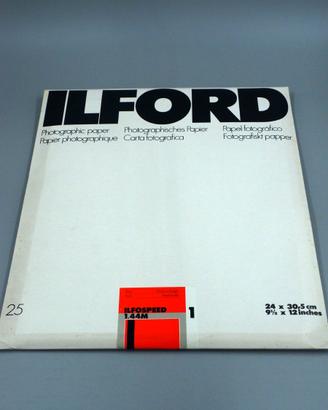 ILFORD
Photographic paper Photographisches Papier Papel fotográfico
Papier photographique Carta fotografica Fotografiskt papper
25
ILFOSPEED
1.44M
1
24 x 30,5 cm
9½ x 12 inches